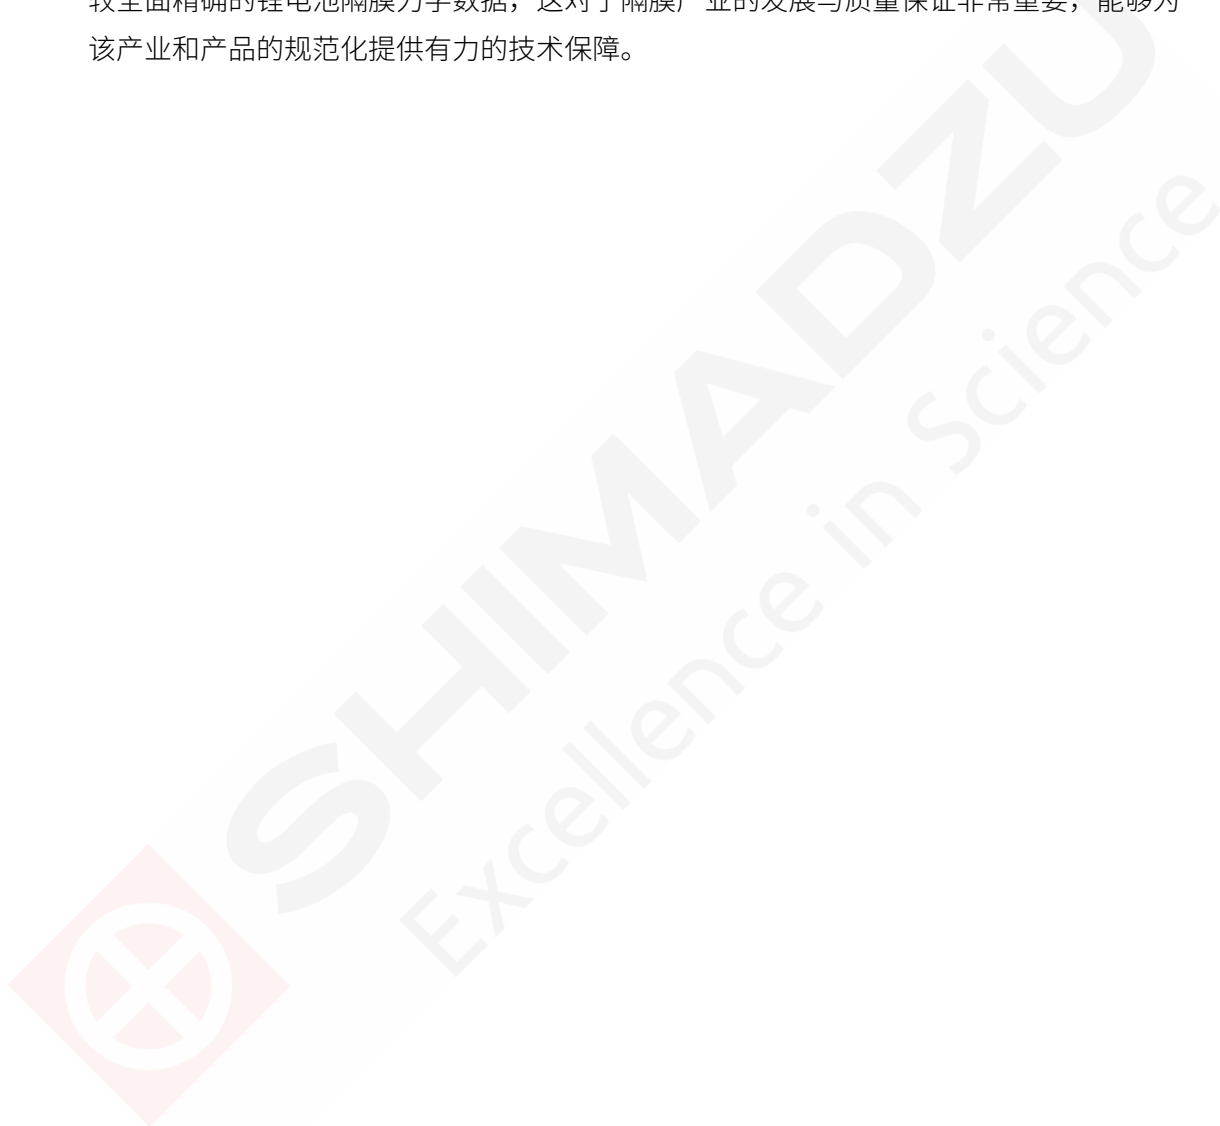 较全面精确的锂电池隔膜力学数据，这对于隔膜产业的发展与质量保证非常重要，能够为
该产业和产品的规范化提供有力的技术保障。
SHIMADZU
Excellence in Science